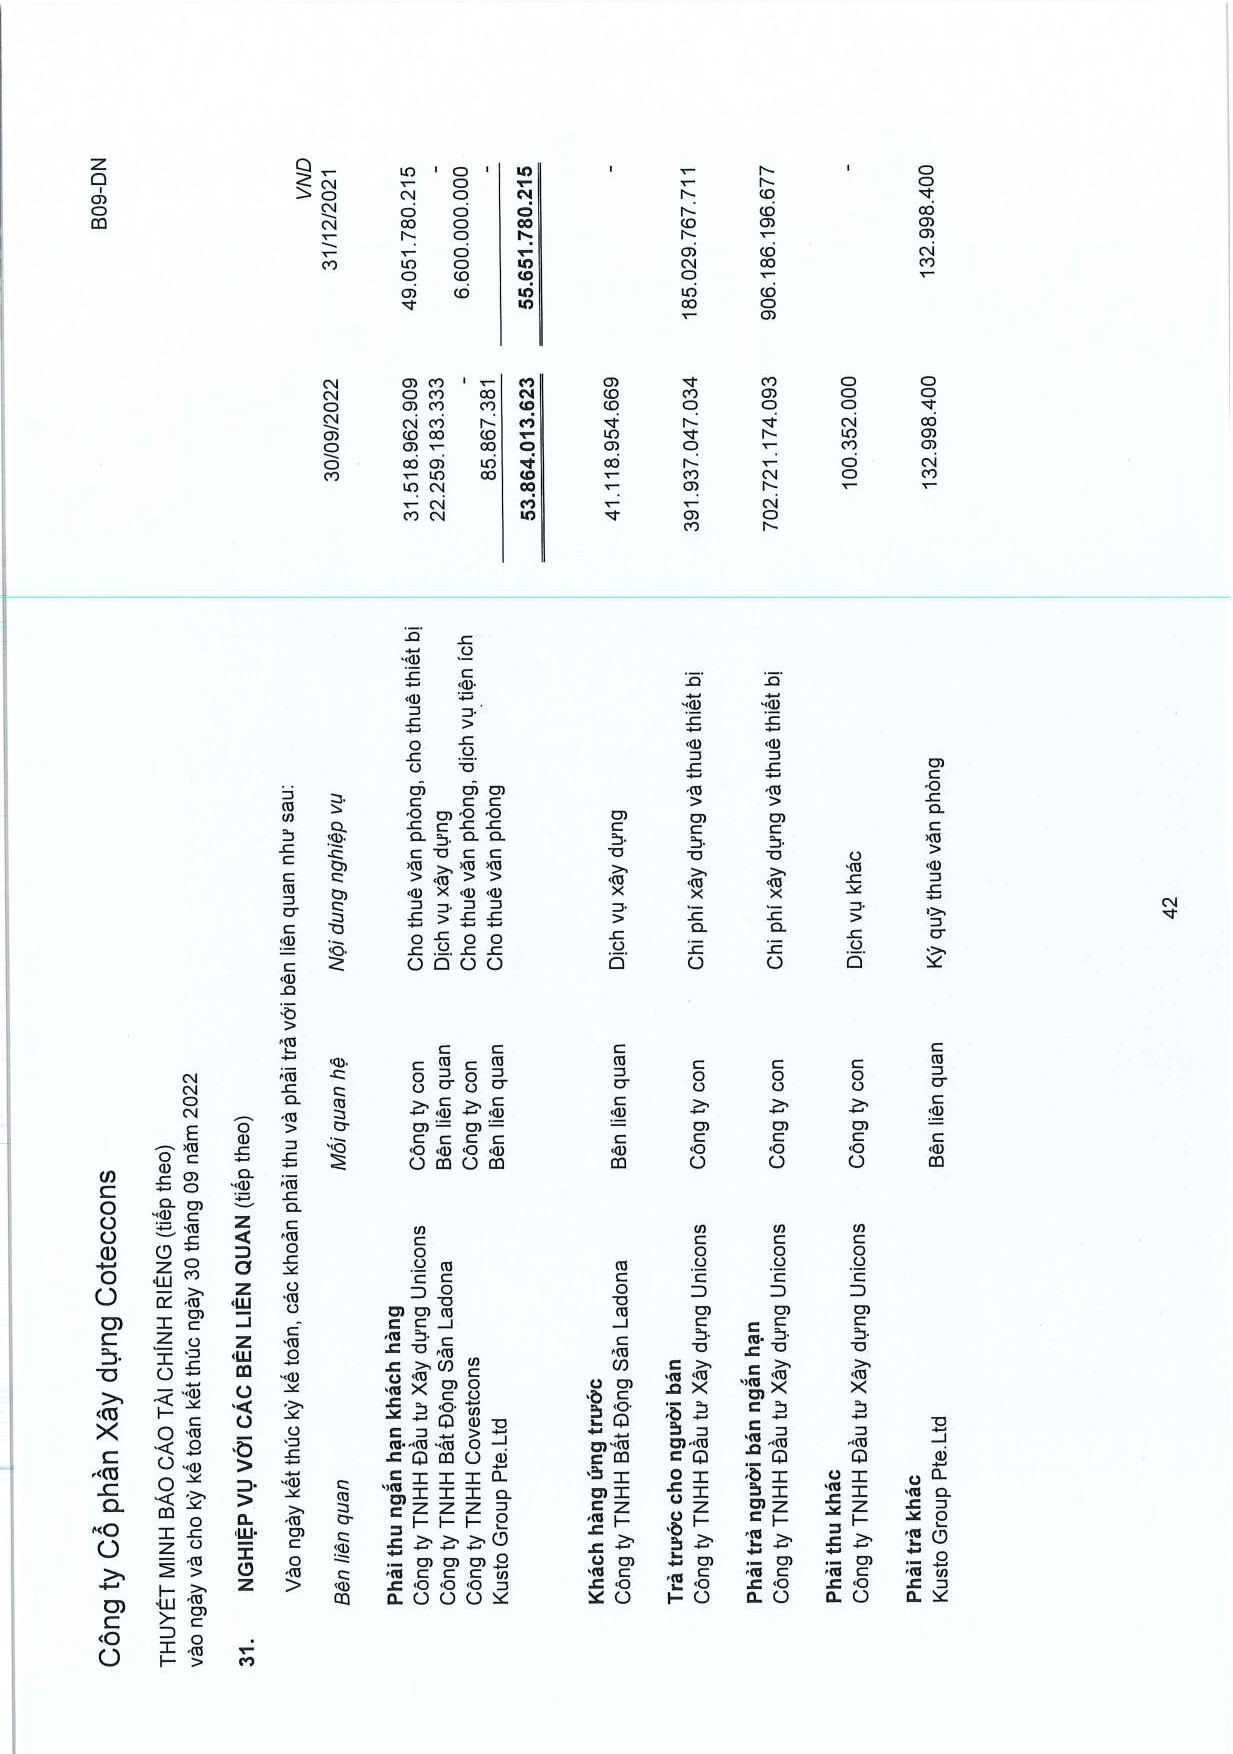 Công ty Cổ phần Xây dựng Coteccons B09-DN
THUYẾT MINH BÁO CÁO TÀI CHÍNH RIÊNG (tiếp theo)
vào ngày và cho kỳ kế toán kết thúc ngày 30 tháng 09 năm 2022
31. NGHIỆP VỤ VỚI CÁC BÊN LIÊN QUAN (tiếp theo)
Vào ngày kết thúc kỳ kế toán, các khoản phải thu và phải trả với bên liên quan như sau:
VND
Bên liên quan Mối quan hệ Nội dung nghiệp vụ 30/09/2022 31/12/2021
Phải thu ngắn hạn khách hàng
Công ty TNHH Đầu tư Xây dựng Unicons Công ty con Cho thuê văn phòng, cho thuê thiết bị 31.518.962.909 49.051.780.215
Công ty TNHH Bất Động Sản Ladona Bên liên quan Dịch vụ xây dựng 22.259.183.333 -
Công ty TNHH Covestcons Công ty con Cho thuê văn phòng, dịch vụ tiện ích - 6.600.000.000
Kusto Group Pte.Ltd Bên liên quan Cho thuê văn phòng 85.867.381 -
53.864.013.623 55.651.780.215
Khách hàng ứng trước
Công ty TNHH Bất Động Sản Ladona Bên liên quan Dịch vụ xây dựng 41.118.954.669 -
Trả trước cho người bán
Công ty TNHH Đầu tư Xây dựng Unicons Công ty con Chi phí xây dựng và thuê thiết bị 391.937.047.034 185.029.767.711
Phải trả người bán ngắn hạn
Công ty TNHH Đầu tư Xây dựng Unicons Công ty con Chi phí xây dựng và thuê thiết bị 702.721.174.093 906.186.196.677
Phải thu khác
Công ty TNHH Đầu tư Xây dựng Unicons Công ty con Dịch vụ khác 100.352.000 -
Phải trả khác
Kusto Group Pte.Ltd Bên liên quan Ký quỹ thuê văn phòng 132.998.400 132.998.400
42